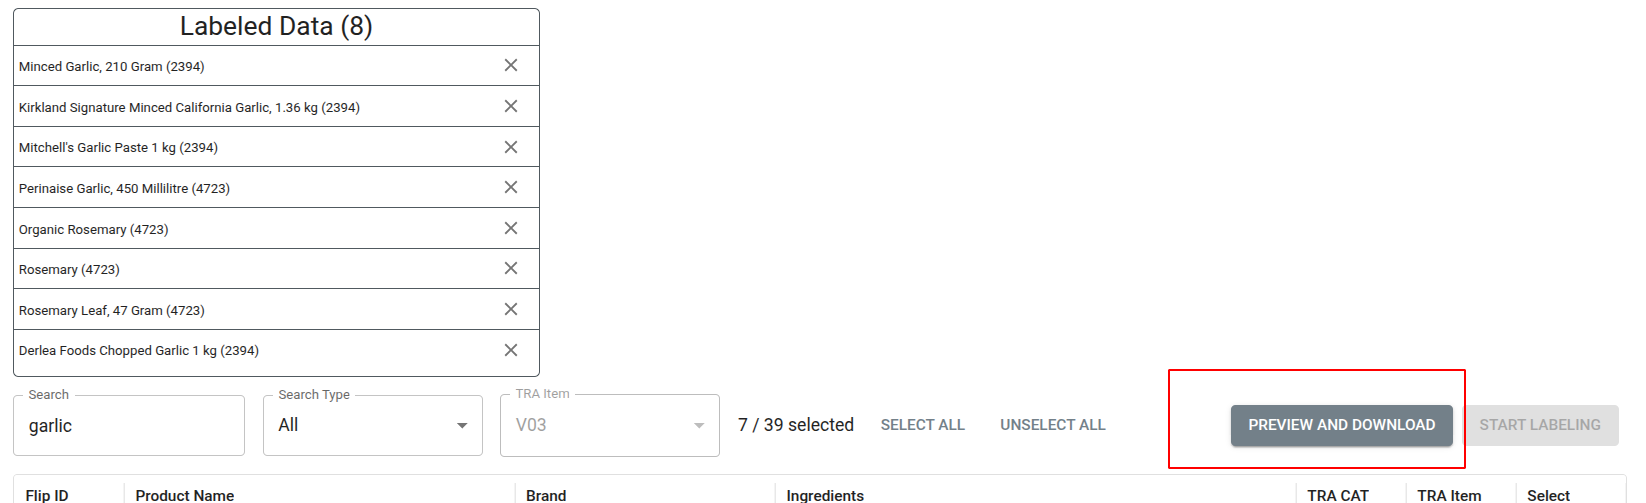 Labeled Data (8)
Minced Garlic, 210 Gram (2394)
Kirkland Signature Minced California Garlic, 1.36 kg (2394)
Mitchell's Garlic Paste 1 kg (2394)
Perinaise Garlic, 450 Millilitre (4723)
Organic Rosemary (4723)
Rosemary (4723)
Rosemary Leaf, 47 Gram (4723)
Derlea Foods Chopped Garlic 1 kg (2394)
Search Search Type TRA Item
garlic All V03 7 / 39 selected SELECT ALL UNSELECT ALL PREVIEW AND DOWNLOAD START LABELING
Flip ID Product Name Brand Ingredients TRA CAT TRA Item Select